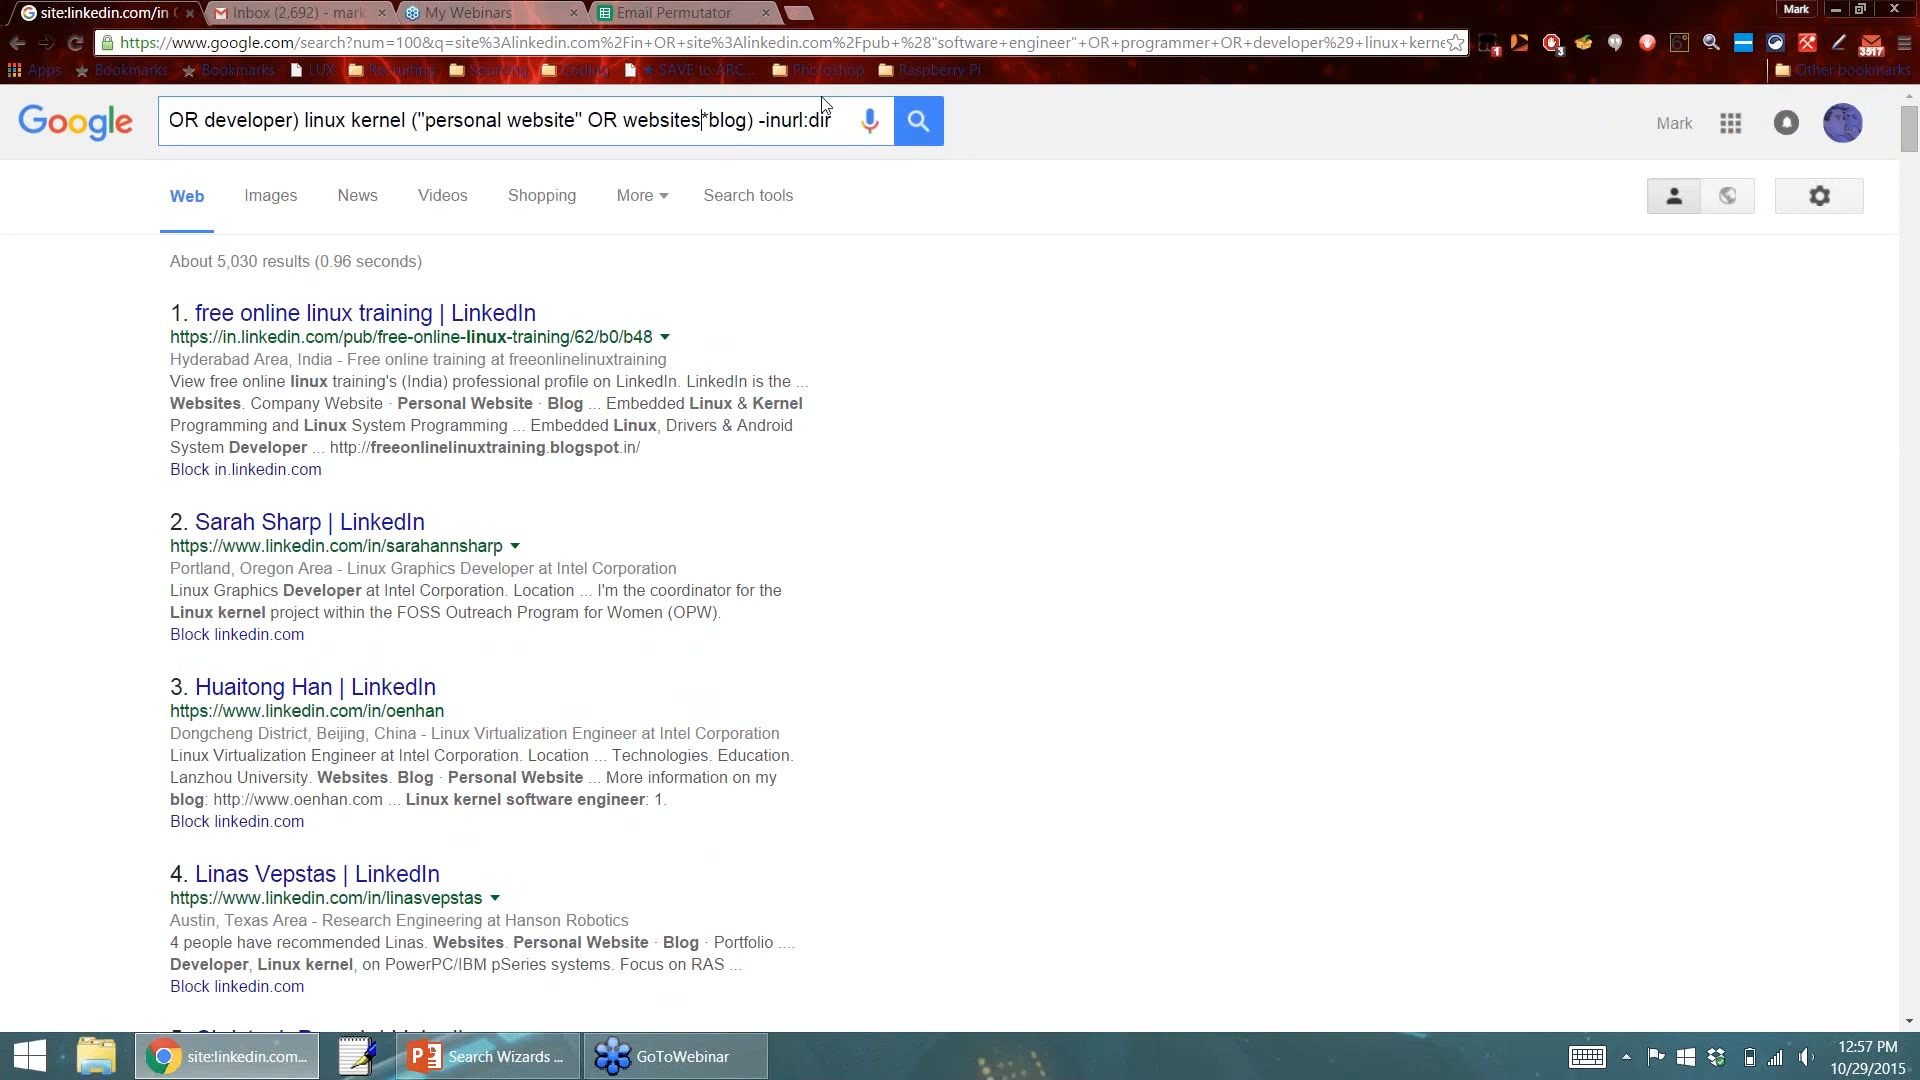 site:linkedin.com/in (
Inbox (2,692) - mark
My Webinars
Email Permutator
Mark
https://www.google.com/search?num=100&q=site%3Alinkedin.com%2Fin+OR+site%3Alinkedin.com%2Fpub+%28"software+engineer"+OR+programmer+OR+developer%29+linux+kerne
1
3
6°
3517
Apps
Bookmarks
Bookmarks
LUX
Recruiting
Sourcing
Coding
★ SAVE to ARC...
Photoshop
Raspberry Pi
Other bookmarks
Google
OR developer) linux kernel ("personal website" OR websites*blog) -inurl:dir
Mark
Web
Images
News
Videos
Shopping
More
Search tools
About 5,030 results (0.96 seconds)
1. free online linux training | LinkedIn
https://in.linkedin.com/pub/free-online-linux-training/62/b0/b48
Hyderabad Area, India - Free online training at freeonlinelinuxtraining
View free online linux training's (India) professional profile on LinkedIn. LinkedIn is the ...
Websites. Company Website · Personal Website · Blog ... Embedded Linux & Kernel
Programming and Linux System Programming ... Embedded Linux, Drivers & Android
System Developer ... http://freeonlinelinuxtraining.blogspot.in/
Block in.linkedin.com
2. Sarah Sharp | LinkedIn
https://www.linkedin.com/in/sarahannsharp
Portland, Oregon Area - Linux Graphics Developer at Intel Corporation
Linux Graphics Developer at Intel Corporation. Location ... I'm the coordinator for the
Linux kernel project within the FOSS Outreach Program for Women (OPW).
Block linkedin.com
3. Huaitong Han | LinkedIn
https://www.linkedin.com/in/oenhan
Dongcheng District, Beijing, China - Linux Virtualization Engineer at Intel Corporation
Linux Virtualization Engineer at Intel Corporation. Location ... Technologies. Education.
Lanzhou University. Websites. Blog · Personal Website ... More information on my
blog: http://www.oenhan.com ... Linux kernel software engineer: 1.
Block linkedin.com
4. Linas Vepstas | LinkedIn
https://www.linkedin.com/in/linasvepstas
Austin, Texas Area - Research Engineering at Hanson Robotics
4 people have recommended Linas. Websites. Personal Website · Blog · Portfolio ....
Developer, Linux kernel, on PowerPC/IBM pSeries systems. Focus on RAS ...
Block linkedin.com
site:linkedin.com...
Search Wizards ...
GoToWebinar
12:57 PM
10/29/2015